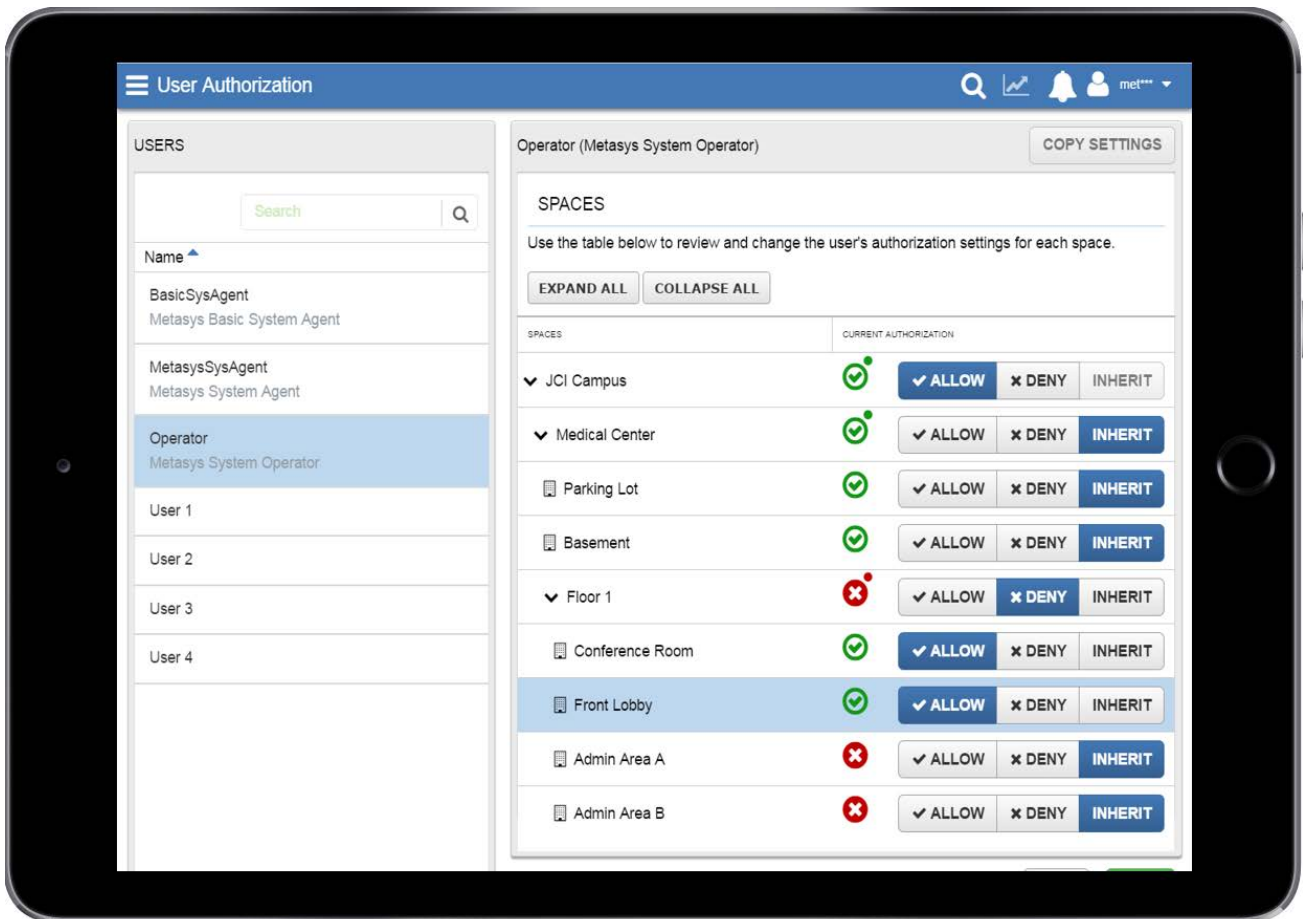 User Authorization
met***
USERS
Search
Name
BasicSysAgent
Metasys Basic System Agent
MetasysSysAgent
Metasys System Agent
Operator
Metasys System Operator
User 1
User 2
User 3
User 4
Operator (Metasys System Operator)
COPY SETTINGS
SPACES
Use the table below to review and change the user's authorization settings for each space.
EXPAND ALL COLLAPSE ALL
SPACES CURRENT AUTHORIZATION
JCI Campus ALLOW DENY INHERIT
Medical Center ALLOW DENY INHERIT
Parking Lot ALLOW DENY INHERIT
Basement ALLOW DENY INHERIT
Floor 1 ALLOW DENY INHERIT
Conference Room ALLOW DENY INHERIT
Front Lobby ALLOW DENY INHERIT
Admin Area A ALLOW DENY INHERIT
Admin Area B ALLOW DENY INHERIT